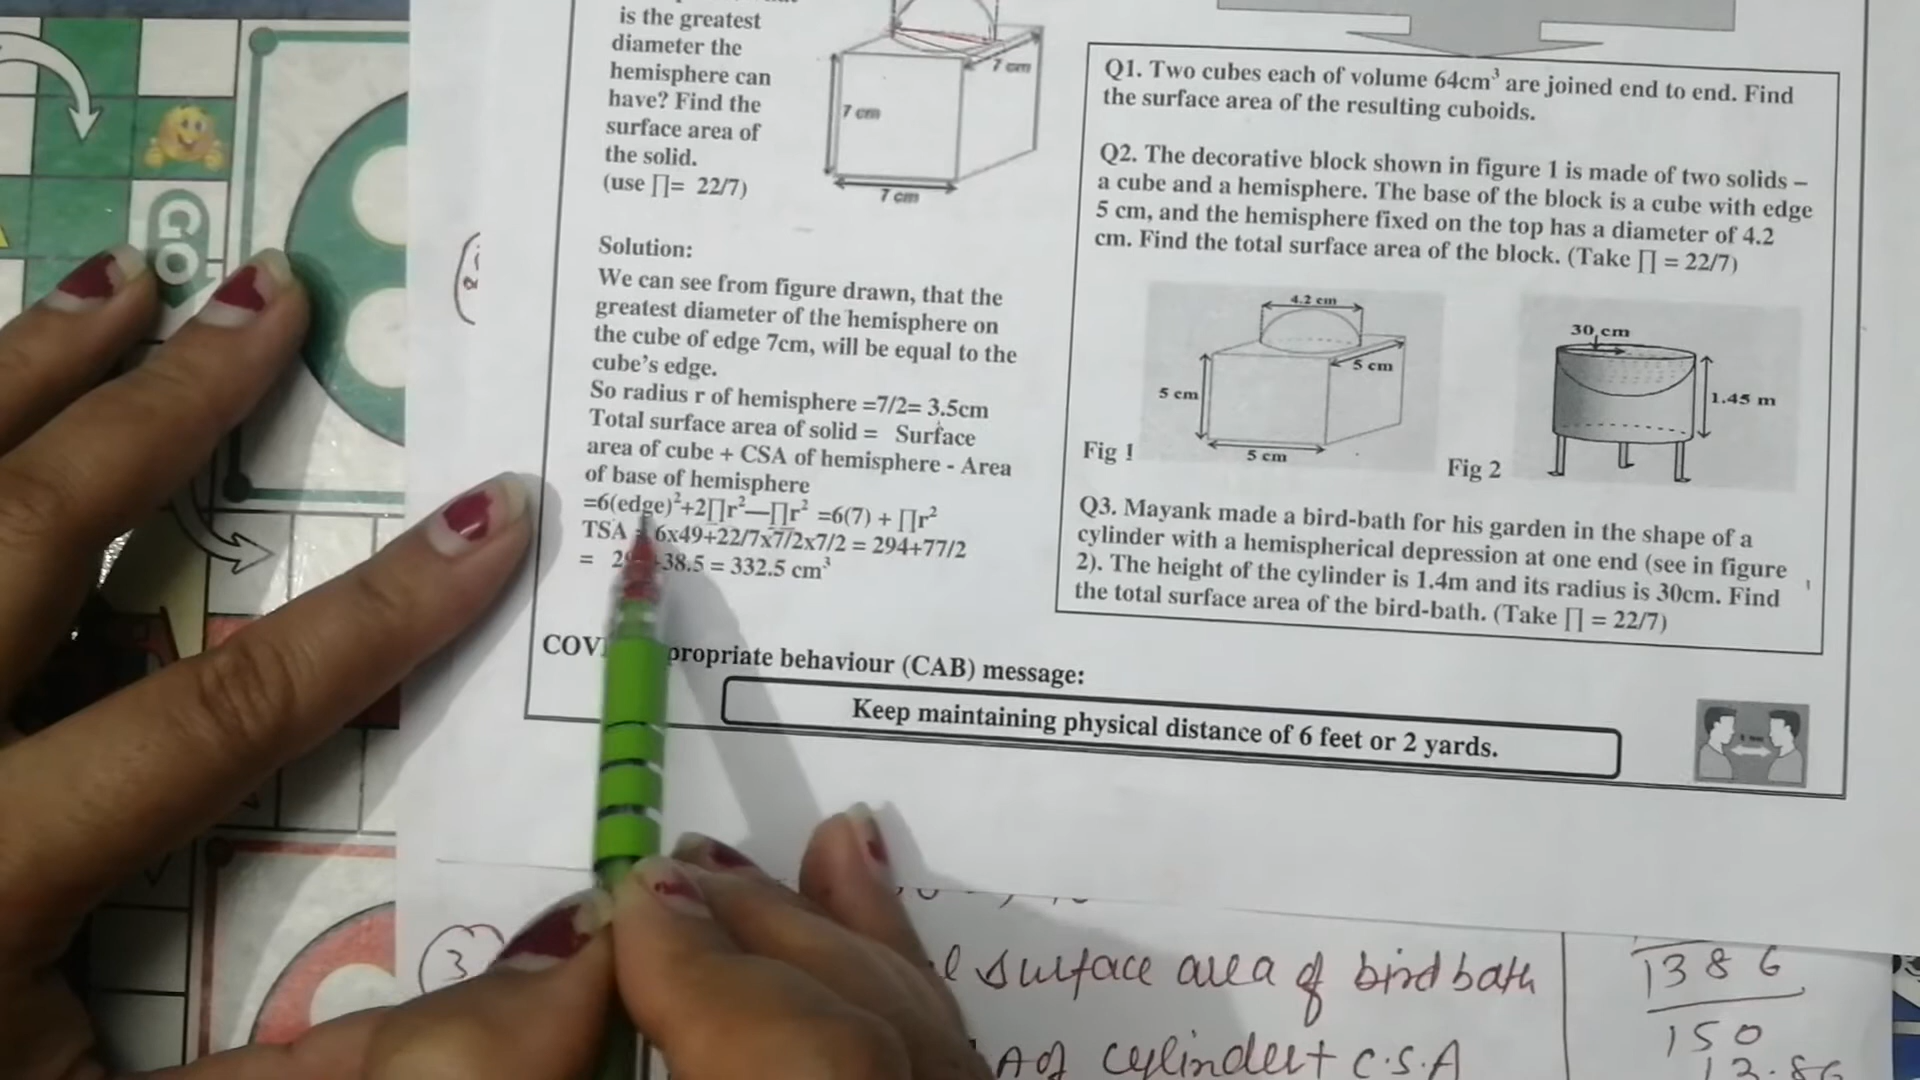 is the greatest
diameter the
hemisphere can
have? Find the
surface area of
the solid.
(use ∏= 22/7)
7 cm
7 cm
7 cm
Solution:
We can see from figure drawn, that the
greatest diameter of the hemisphere on
the cube of edge 7cm, will be equal to the
cube's edge.
So radius r of hemisphere =7/2= 3.5cm
Total surface area of solid = Surface
area of cube + CSA of hemisphere - Area
of base of hemisphere
=6(edge)²+2∏r²—∏r² =6(7) + ∏r²
TSA = 6x49+22/7x7/2x7/2 = 294+77/2
= 38.5 = 332.5 cm³
Q1. Two cubes each of volume 64cm³ are joined end to end. Find
the surface area of the resulting cuboids.
Q2. The decorative block shown in figure 1 is made of two solids –
a cube and a hemisphere. The base of the block is a cube with edge
5 cm, and the hemisphere fixed on the top has a diameter of 4.2
cm. Find the total surface area of the block. (Take ∏ = 22/7)
4.2 cm
5 cm
5 cm
5 cm
Fig !
30 cm
1.45 m
Fig 2
Q3. Mayank made a bird-bath for his garden in the shape of a
cylinder with a hemispherical depression at one end (see in figure
2). The height of the cylinder is 1.4m and its radius is 30cm. Find
the total surface area of the bird-bath. (Take ∏ = 22/7)
propriate behaviour (CAB) message:
Keep maintaining physical distance of 6 feet or 2 yards.
GO
3
surface area of bird bath
A of cylinder + C.S.A
1386
150